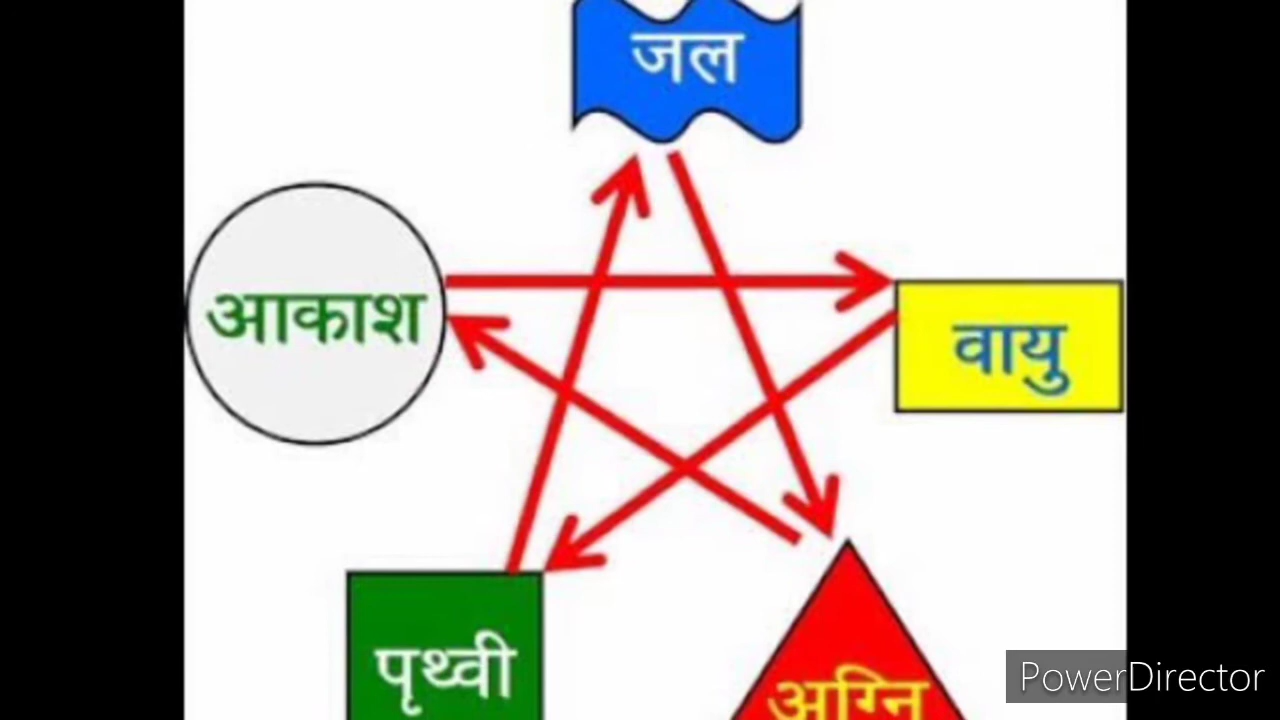 जल
आकाश
वायु
पृथ्वी
अग्नि
PowerDirector